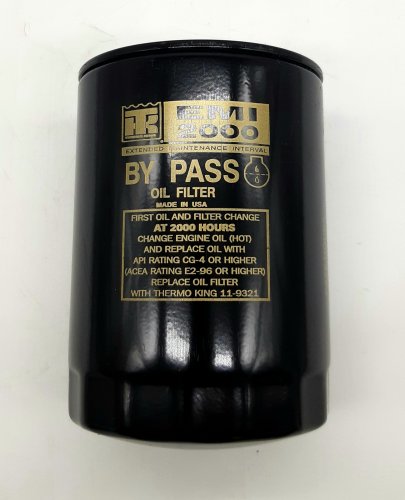 TK
EMI
2000
EXTENDED MAINTENANCE INTERVAL
BY PASS
OIL FILTER
MADE IN USA
FIRST OIL AND FILTER CHANGE
AT 2000 HOURS
CHANGE ENGINE OIL (HOT)
AND REPLACE OIL WITH
API RATING CG-4 OR HIGHER
(ACEA RATING E2-96 OR HIGHER)
REPLACE OIL FILTER
WITH THERMO KING 11-9321